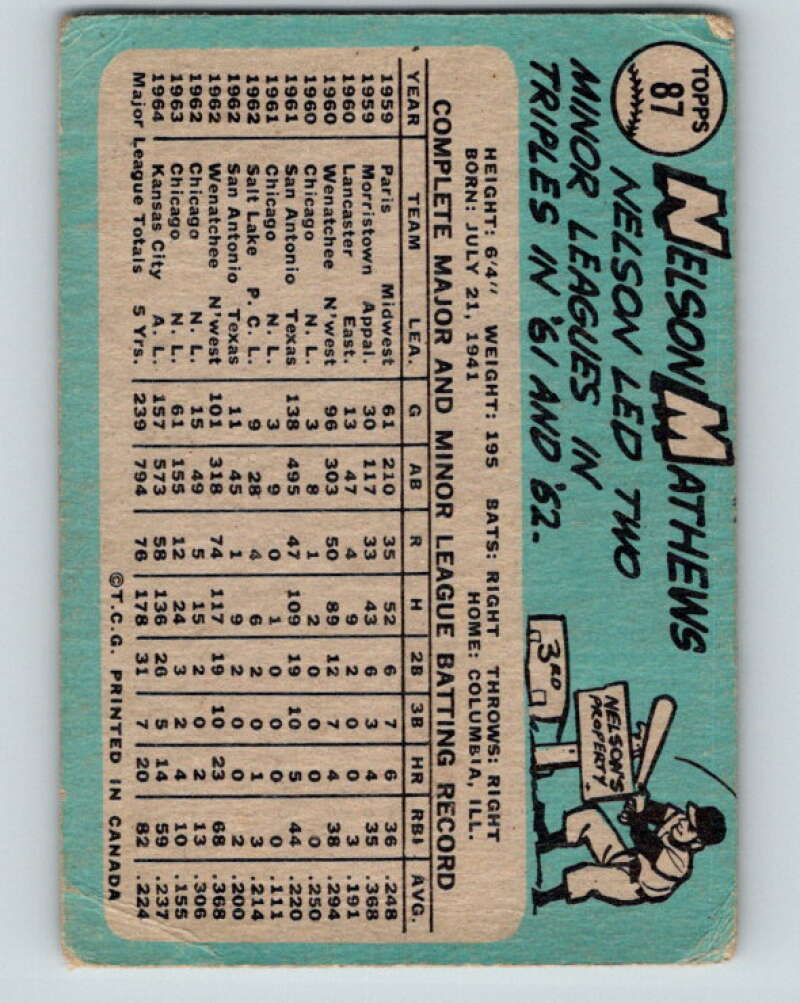 TOPPS
87
NELSON MATHEWS
NELSON LED TWO
MINOR LEAGUES IN
TRIPLES IN '61 AND '62.
3RD
NELSON'S
PROPERTY
HEIGHT: 6'4" WEIGHT: 195 BATS: RIGHT THROWS: RIGHT
BORN: JULY 21, 1941 HOME: COLUMBIA, ILL.
COMPLETE MAJOR AND MINOR LEAGUE BATTING RECORD
YEAR TEAM LEA. G AB R H 2B 3B HR RBI AVG.
1959 Paris Midwest 61 210 35 52 6 7 6 36 .248
1959 Morristown Appal. 30 117 33 43 6 3 4 35 .368
1960 Lancaster East. 13 47 4 9 2 0 0 3 .191
1960 Wenatchee N'west 96 303 50 89 12 7 4 38 .294
1960 Chicago N. L. 3 8 1 2 0 0 0 0 .250
1961 San Antonio Texas 138 495 47 109 19 10 5 44 .220
1961 Chicago N. L. 3 9 0 1 0 0 0 0 .111
1962 Salt Lake P. C. L. 9 28 4 6 2 0 1 3 .214
1962 San Antonio Texas 11 45 1 9 2 0 0 2 .200
1962 Wenatchee N'west 101 318 74 117 19 10 23 68 .368
1962 Chicago N. L. 15 49 5 15 2 0 2 13 .306
1963 Chicago N. L. 61 155 12 24 3 2 4 10 .155
1964 Kansas City A. L. 157 573 58 136 26 5 14 59 .237
Major League Totals 5 Yrs. 239 794 76 178 31 7 20 82 .224
©T.C.G. PRINTED IN CANADA